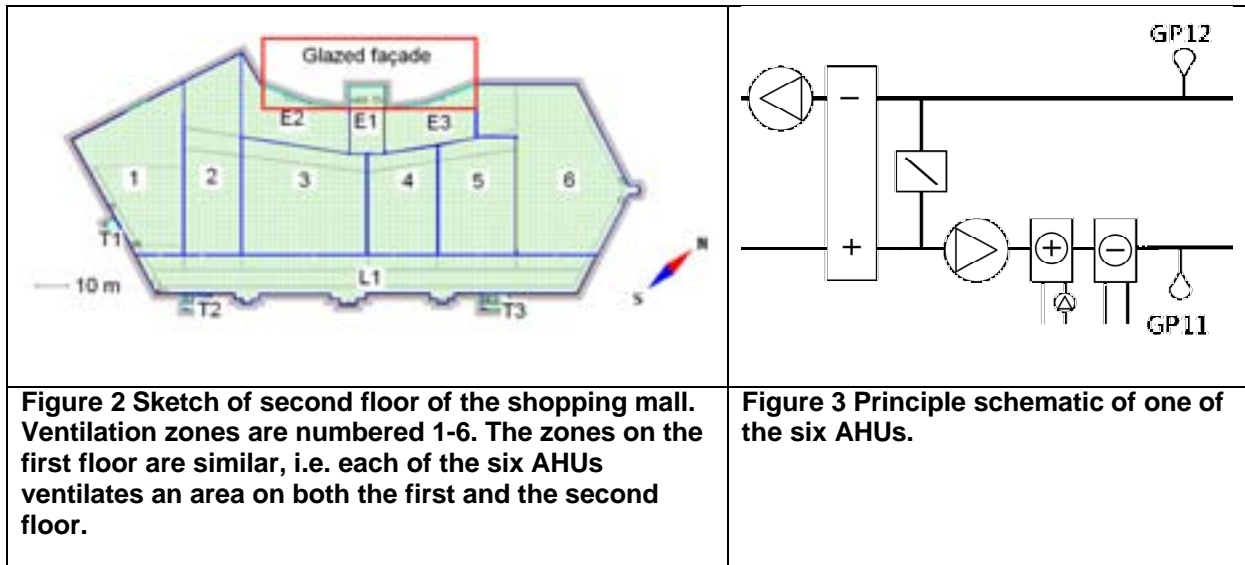 Glazed façade
E2
E1
E3
1
2
3
4
5
6
T1
L1
10 m
T2
T3
N
S
GP12
−
+
+
−
GP11
Figure 2 Sketch of second floor of the shopping mall.
Ventilation zones are numbered 1-6. The zones on the
first floor are similar, i.e. each of the six AHUs
ventilates an area on both the first and the second
floor.
Figure 3 Principle schematic of one of
the six AHUs.